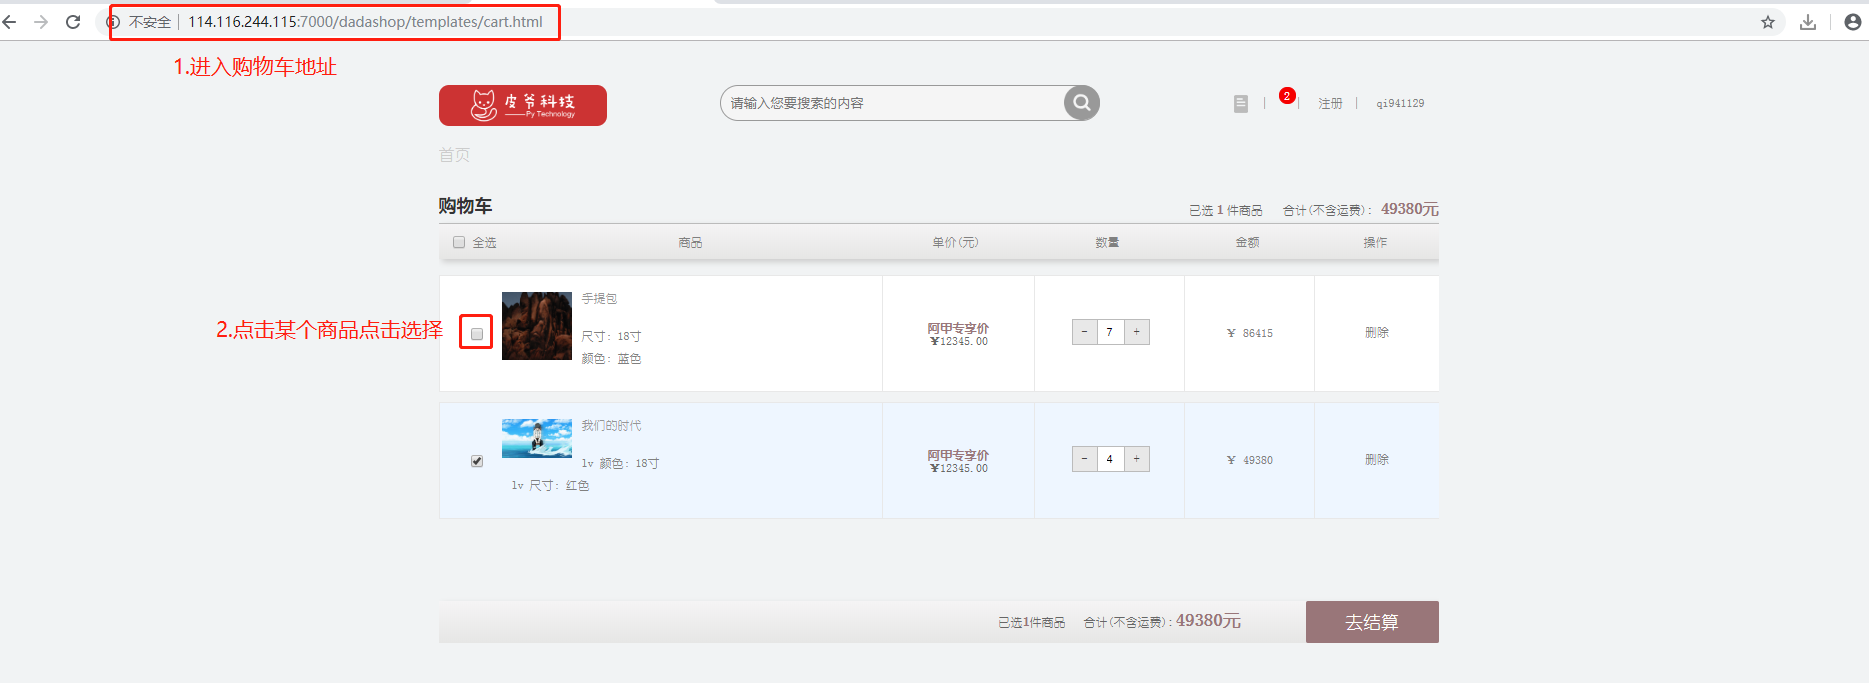 不安全 114.116.244.115:7000/dadashop/templates/cart.html
1.进入购物车地址
皮爷科技
Py Technology
请输入您要搜索的内容
2
注册
qi941129
首页
购物车
已选 1 件商品 合计(不含运费): 49380元
全选 商品 单价(元) 数量 金额 操作
2.点击某个商品点击选择
手提包
尺寸: 18寸
颜色: 蓝色
阿甲专享价
¥12345.00
- 7 +
¥ 86415
删除
我们的时代
lv 颜色: 18寸
lv 尺寸: 红色
阿甲专享价
¥12345.00
- 4 +
¥ 49380
删除
已选1件商品 合计(不含运费):49380元
去结算